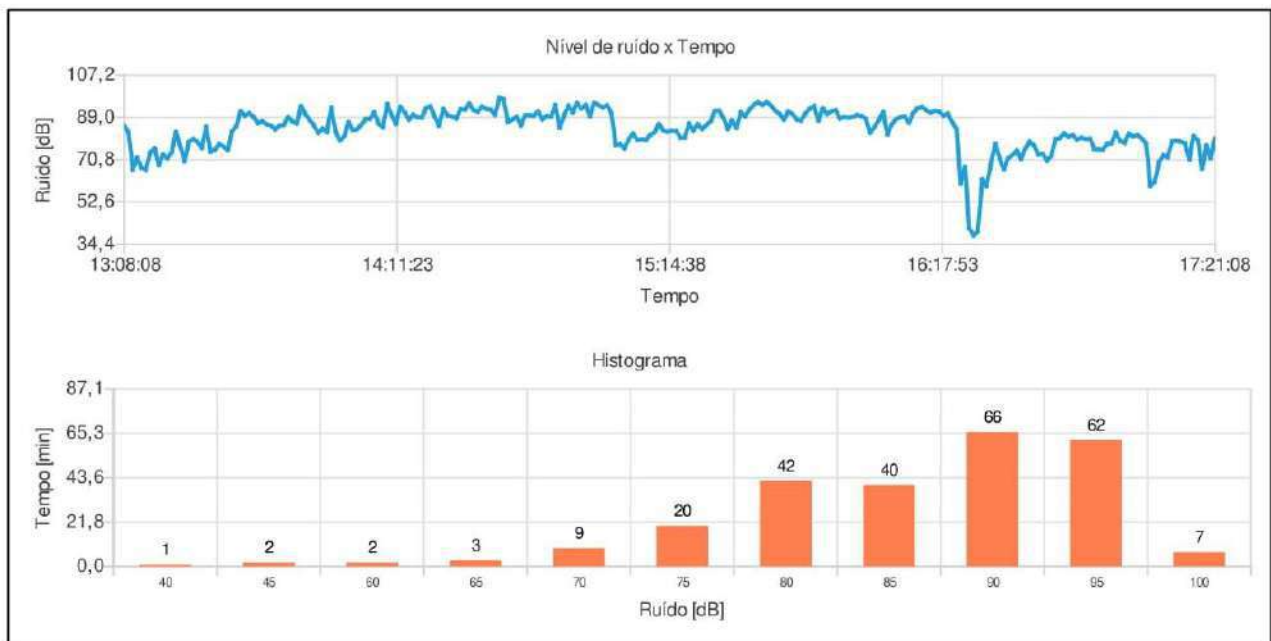 Nível de ruído x Tempo
107,2
89,0
70,8
52,6
34,4
Ruído [dB]
13:08:08 14:11:23 15:14:38 16:17:53 17:21:08
Tempo
Histograma
87,1
65,3
43,6
21,8
0,0
Tempo [min]
1 2 2 3 9 20 42 40 66 62 7
40 45 60 65 70 75 80 85 90 95 100
Ruído [dB]